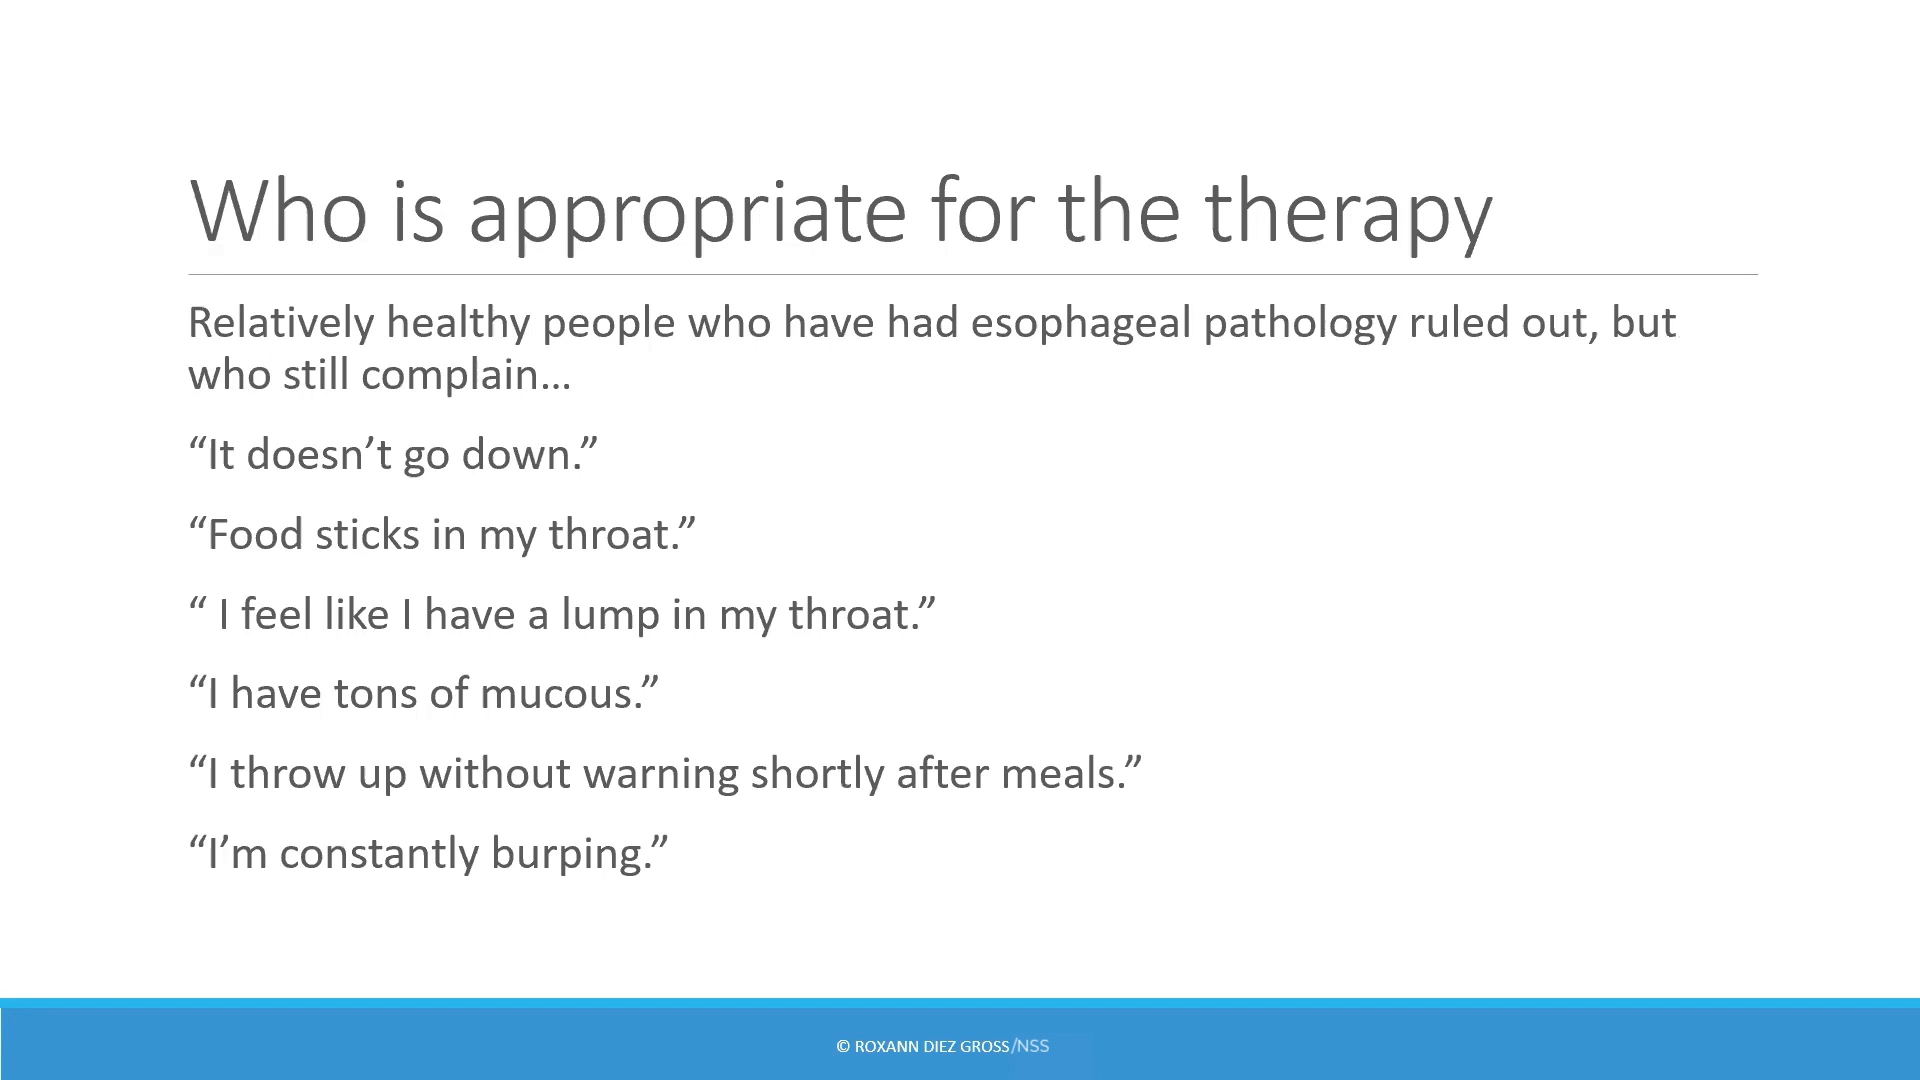 Who is appropriate for the therapy
Relatively healthy people who have had esophageal pathology ruled out, but
who still complain…
“It doesn’t go down.”
“Food sticks in my throat.”
“ I feel like I have a lump in my throat.”
“I have tons of mucous.”
“I throw up without warning shortly after meals.”
“I’m constantly burping.”
© ROXANN DIEZ GROSS/NSS